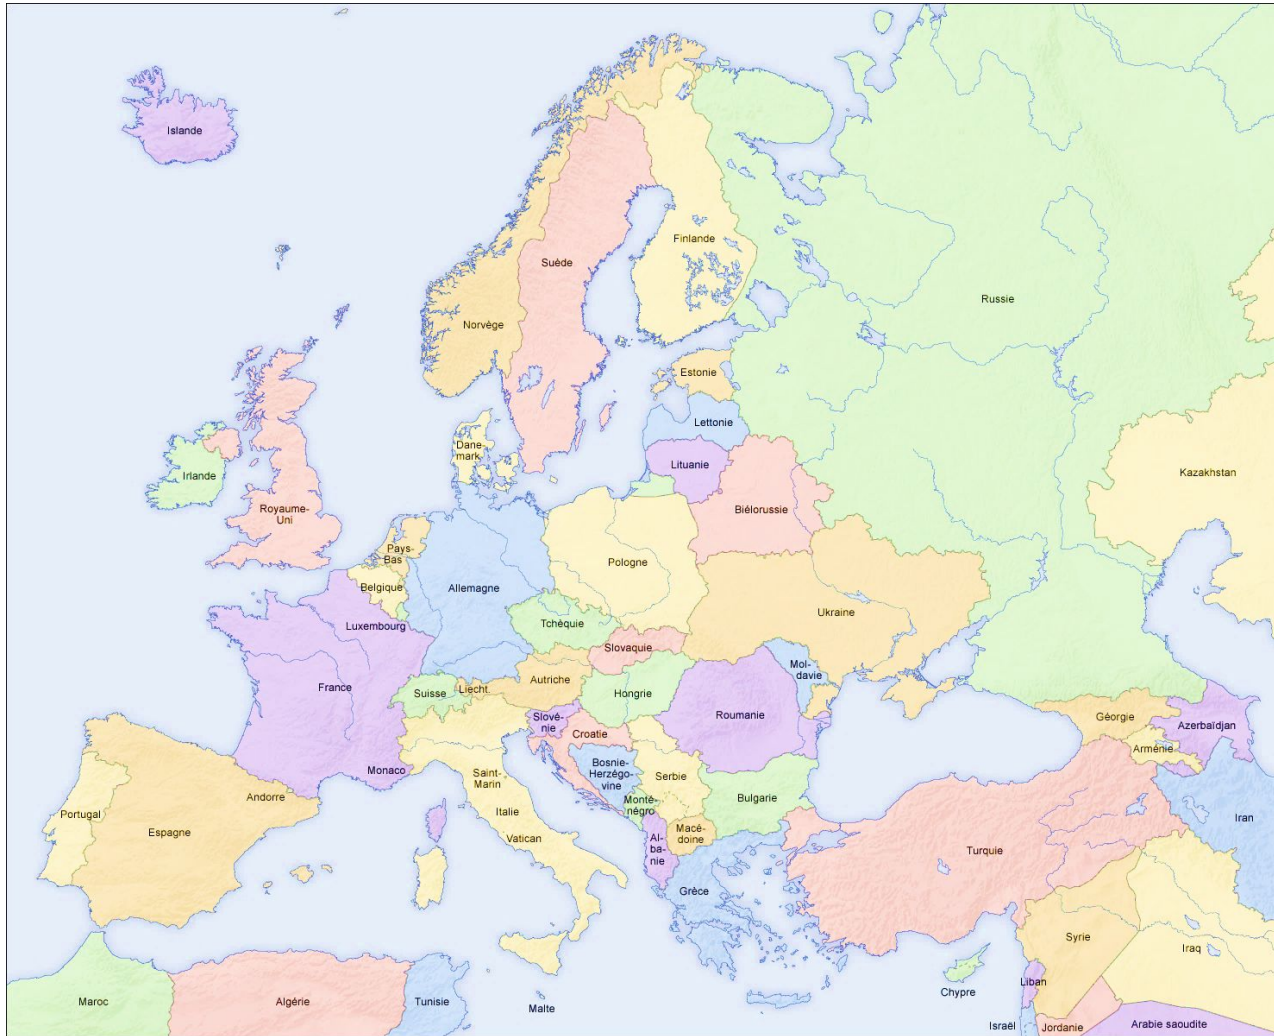 Islande
Finlande
Suède
Russie
Norvège
Estonie
Lettonie
Dane-
mark
Lituanie
Kazakhstan
Irlande
Royaume-
Uni
Biélorussie
Pays-
Bas
Pologne
Belgique
Allemagne
Ukraine
Tchéquie
Luxembourg
Slovaquie
Mol-
davie
Autriche
France
Suisse
Liecht.
Hongrie
Roumanie
Slové-
nie
Géorgie
Azerbaïdjan
Croatie
Arménie
Monaco
Saint-
Marin
Bosnie-
Herzégo-
vine
Serbie
Andorre
Monté-
négro
Bulgarie
Portugal
Italie
Iran
Espagne
Vatican
Macé-
doine
Al-
ba-
nie
Turquie
Grèce
Syrie
Iraq
Liban
Chypre
Maroc
Algérie
Tunisie
Malte
Israël
Jordanie
Arabie saoudite